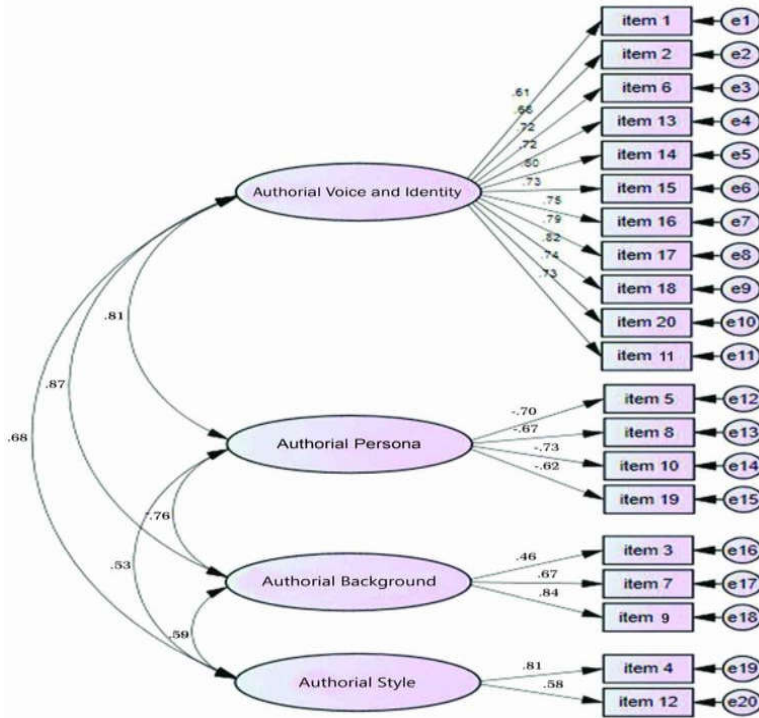 item 1 e1
item 2 e2
item 6 e3
item 13 e4
item 14 e5
item 15 e6
item 16 e7
item 17 e8
item 18 e9
item 20 e10
item 11 e11
.61
.72
.72
.73
.75
.79
.82
.74
.73
Authorial Voice and Identity
.81
.87
.68
item 5 e12
item 8 e13
item 10 e14
item 19 e15
-.70
-.67
-.73
-.62
Authorial Persona
.53
item 3 e16
item 7 e17
item 9 e18
.46
.67
.84
Authorial Background
.59
item 4 e19
item 12 e20
.81
.58
Authorial Style